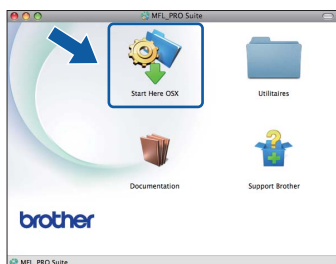 MFL_PRO Suite
Start Here OSX
Utilitaires
Documentation
Support Brother
brother
MFL_PRO Suite